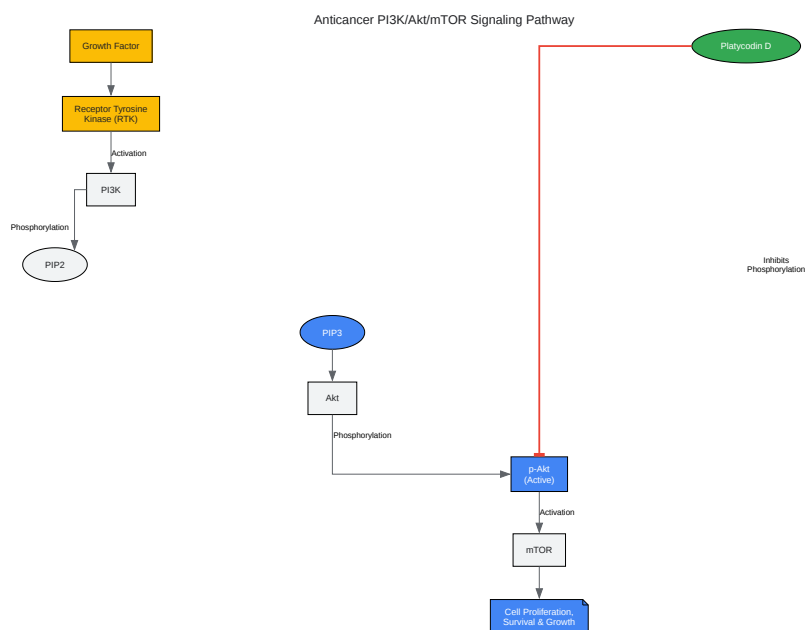 Anticancer PI3K/Akt/mTOR Signaling Pathway
Growth Factor
Platycodin D
Receptor Tyrosine
Kinase (RTK)
Activation
PI3K
Phosphorylation
PIP2
Inhibits
Phosphorylation
PIP3
Akt
Phosphorylation
p-Akt
(Active)
Activation
mTOR
Cell Proliferation,
Survival & Growth